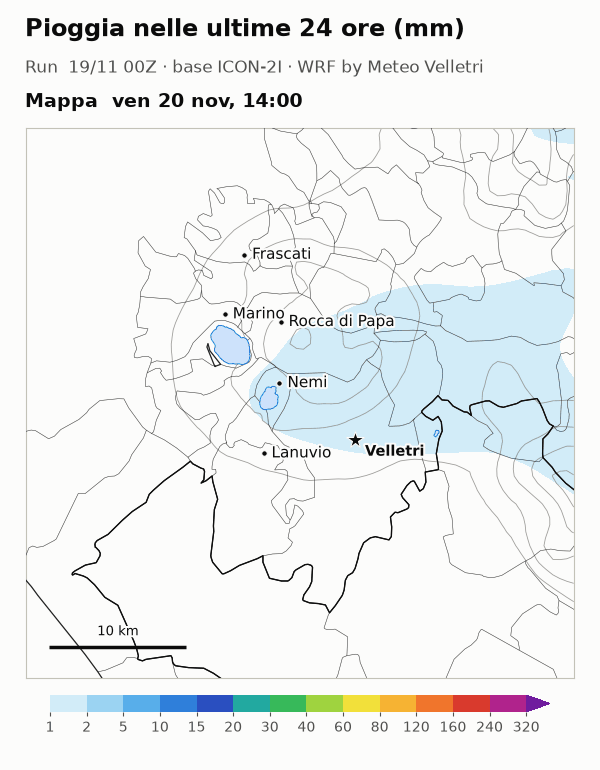 Pioggia nelle ultime 24 ore (mm)
Run  19/11 00Z · base ICON-2I · WRF by Meteo Velletri
Mappa  ven 20 nov, 14:00
Frascati
Marino
Rocca di Papa
Nemi
Velletri
Lanuvio
10 km
1 2 5 10 15 20 30 40 60 80 120 160 240 320